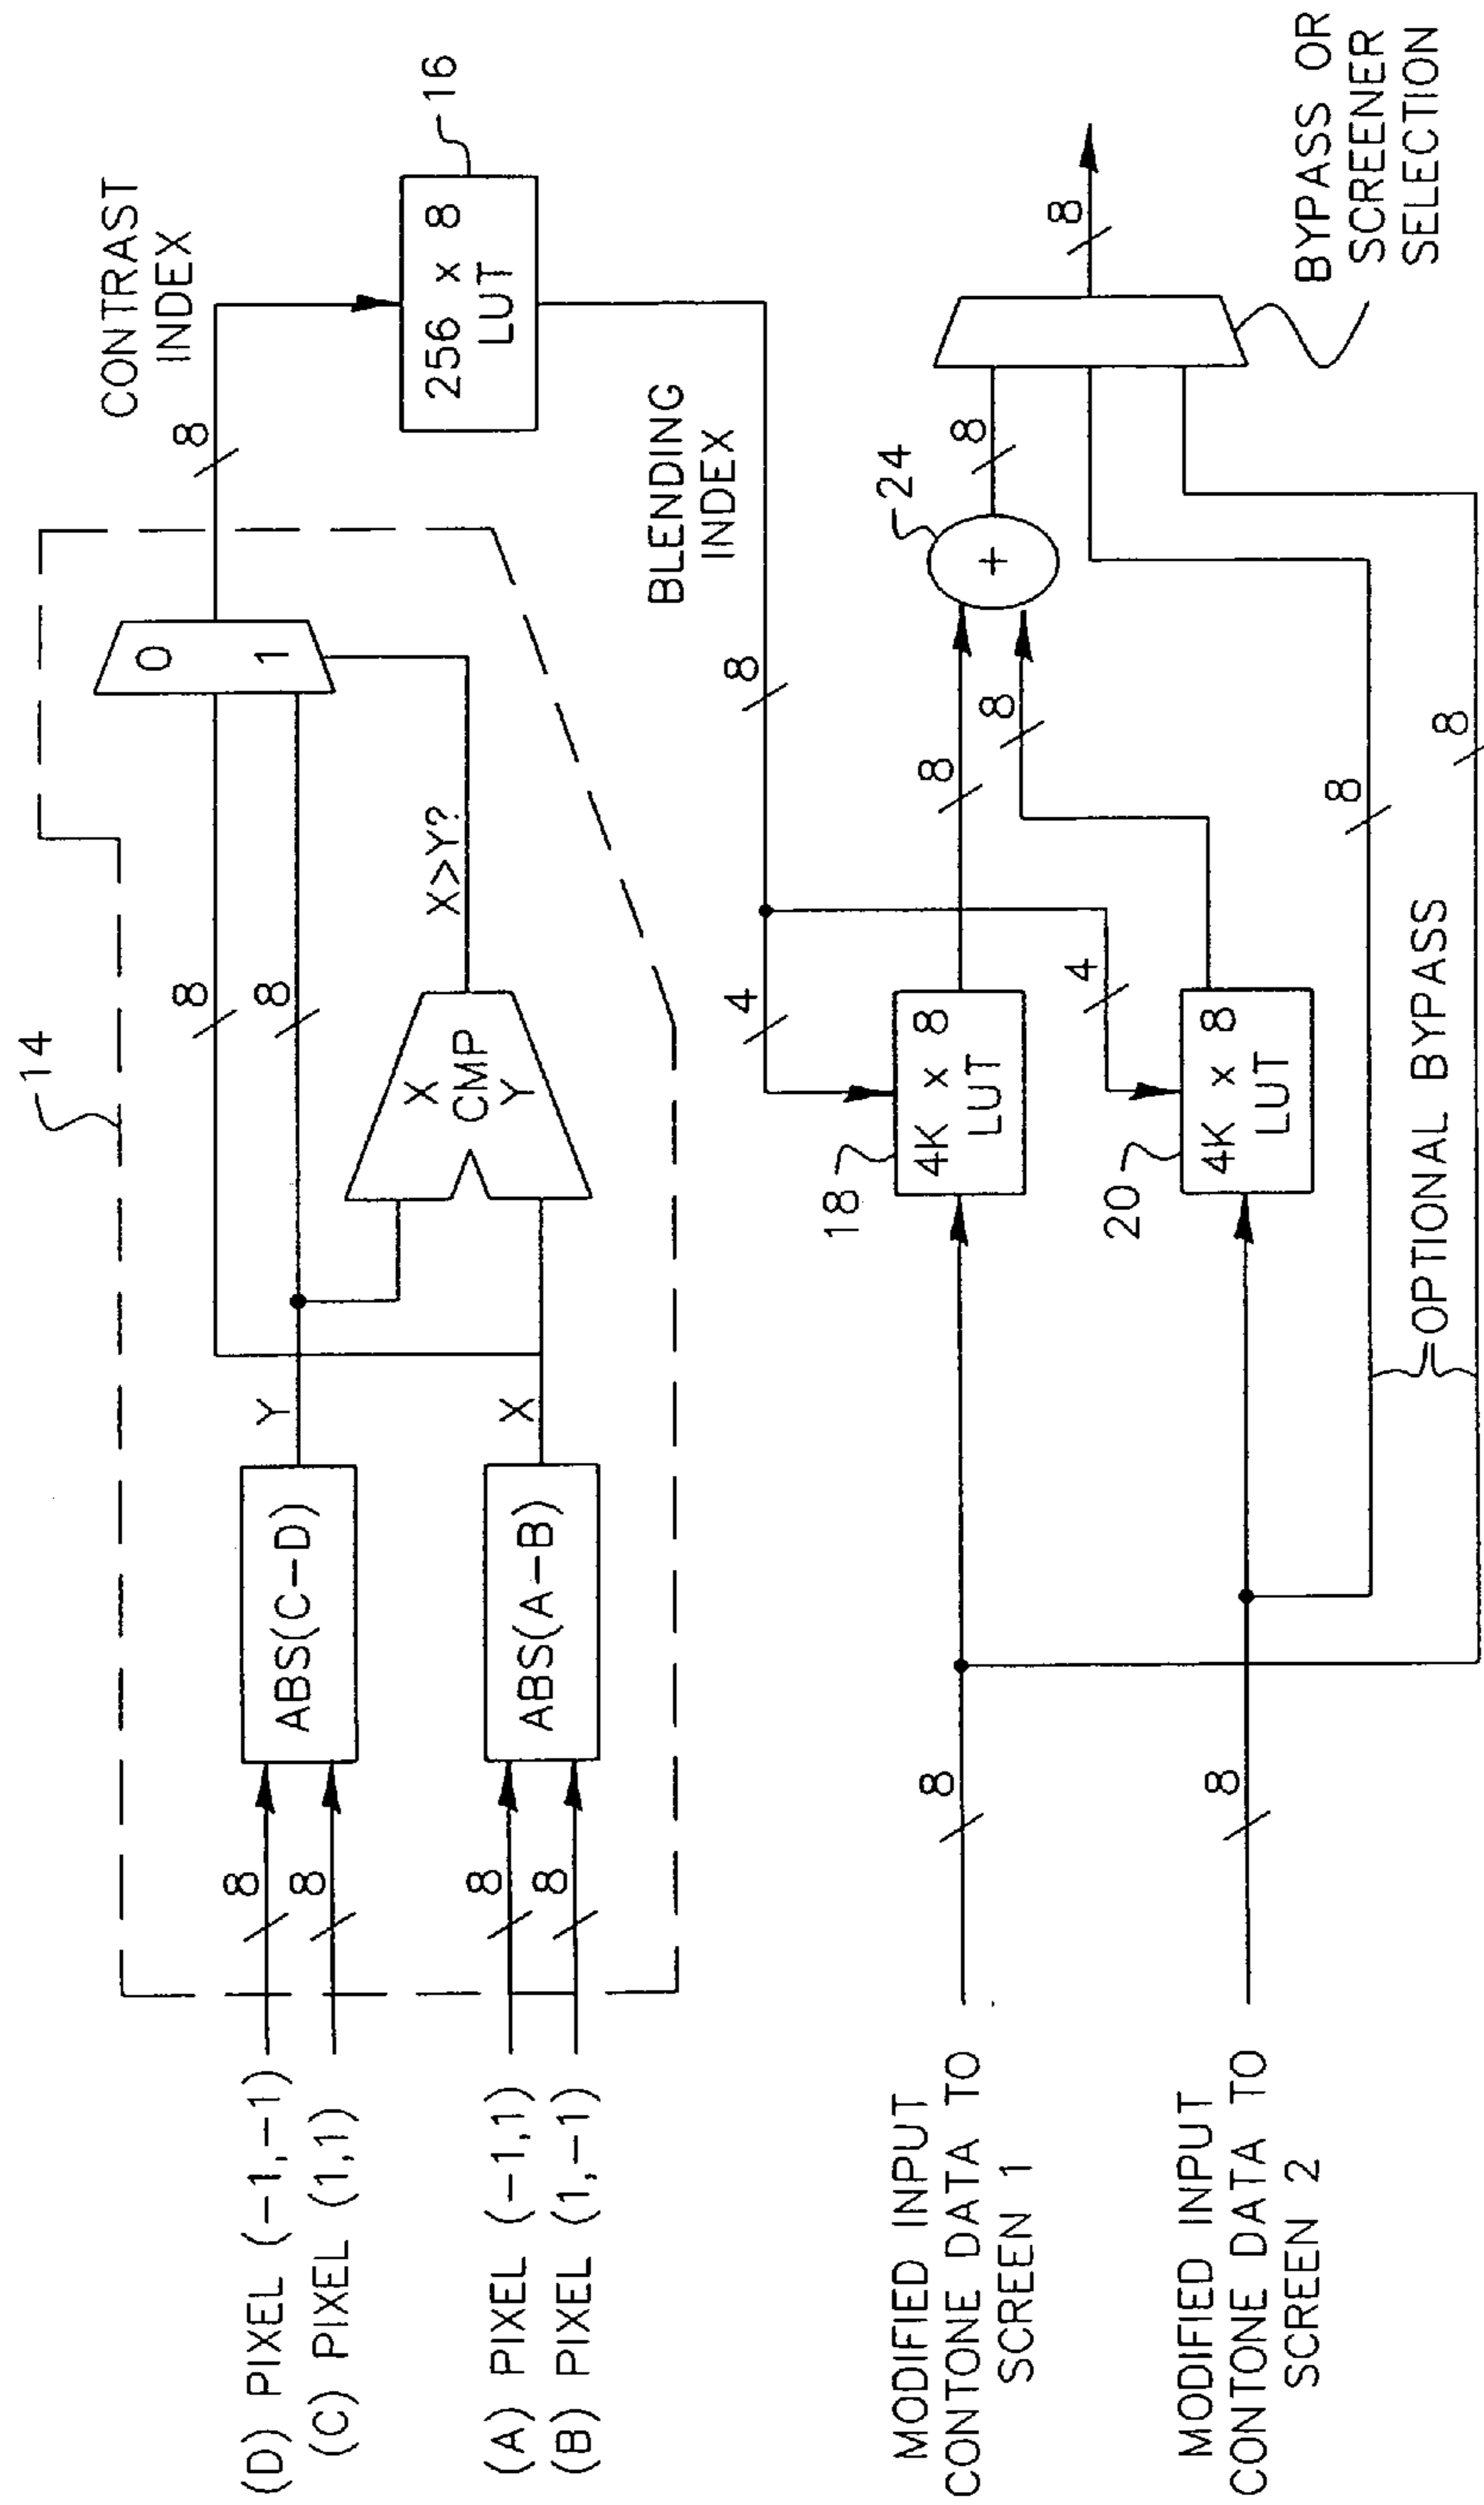 14
(D) PIXEL (-1,-1)
(C) PIXEL (1,1)
8
8
ABS(C-D)
Y
(A) PIXEL (-1,1)
(B) PIXEL (1,-1)
8
8
ABS(A-B)
X
8
8
X
CMP
Y
X>Y?
0
1
8
CONTRAST
INDEX
256 x 8
LUT
16
BLENDING
INDEX
8
4
4
MODIFIED INPUT
CONTONE DATA TO
SCREEN 1
8
18
4K x 8
LUT
8
MODIFIED INPUT
CONTONE DATA TO
SCREEN 2
8
20
4K x 8
LUT
8
24
+
8
8
OPTIONAL BYPASS
8
8
BYPASS OR
SCREENER
SELECTION